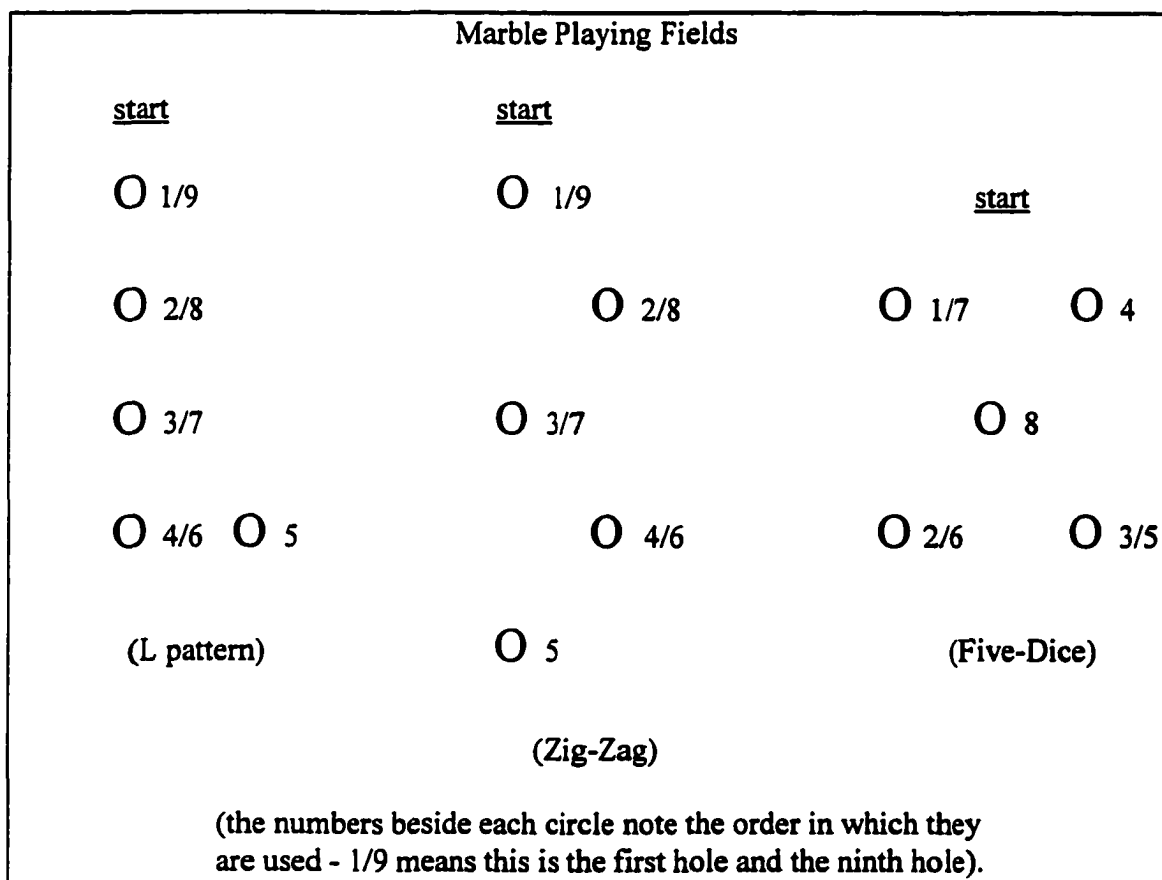 Marble Playing Fields
start start
O 1/9 O 1/9 start
O 2/8 O 2/8 O 1/7 O 4
O 3/7 O 3/7 O 8
O 4/6 O 5 O 4/6 O 2/6 O 3/5
(L pattern) O 5 (Five-Dice)
(Zig-Zag)
(the numbers beside each circle note the order in which they
are used - 1/9 means this is the first hole and the ninth hole).